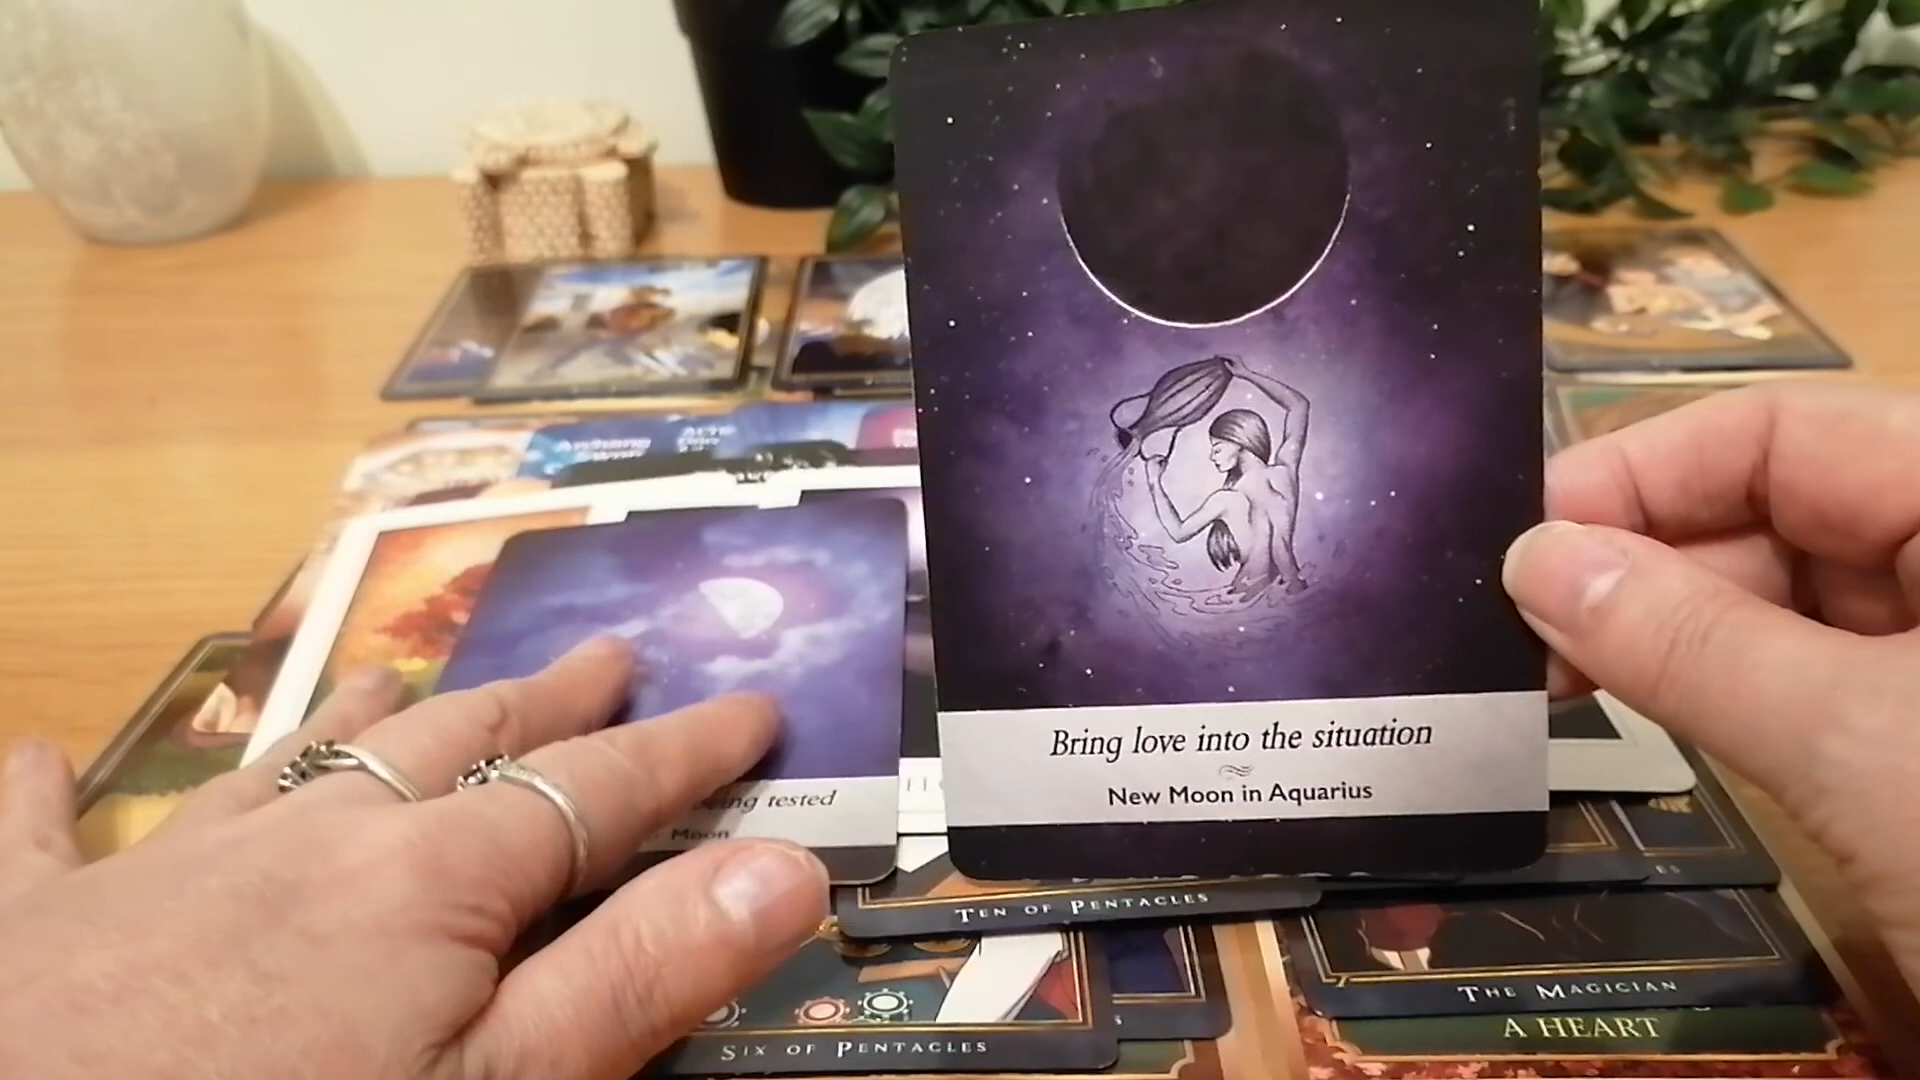 Bring love into the situation
New Moon in Aquarius
being tested
Moon
TEN OF PENTACLES
THE MAGICIAN
A HEART
SIX OF PENTACLES